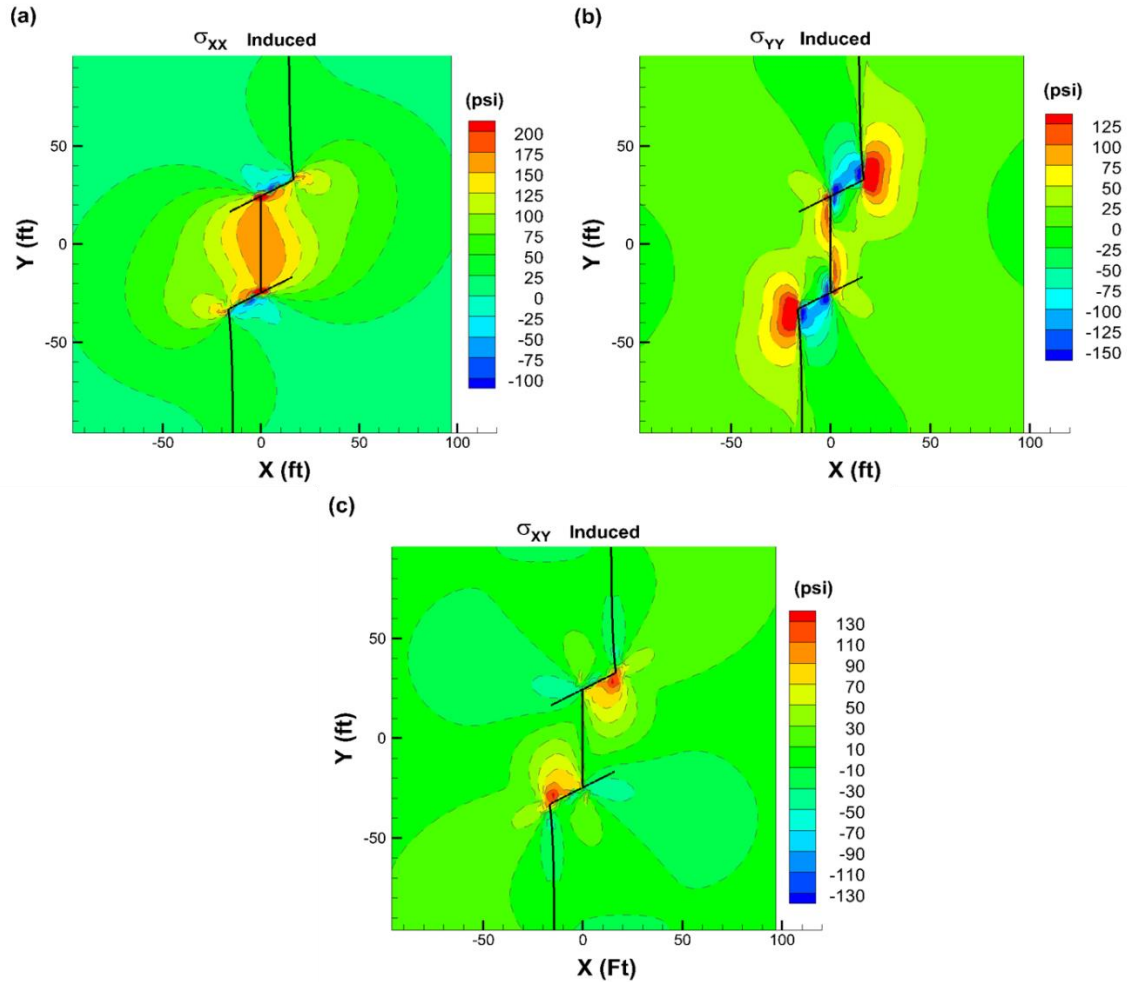 (a)
σXX Induced
(psi)
200
175
150
125
100
75
50
25
0
-25
-50
-75
-100
50
0
-50
Y (ft)
-50 0 50 100
X (ft)
(b)
σYY Induced
(psi)
125
100
75
50
25
0
-25
-50
-75
-100
-125
-150
50
0
-50
Y (ft)
-50 0 50 100
X (ft)
(c)
σXY Induced
(psi)
130
110
90
70
50
30
10
-10
-30
-50
-70
-90
-110
-130
50
0
-50
Y (ft)
-50 0 50 100
X (Ft)